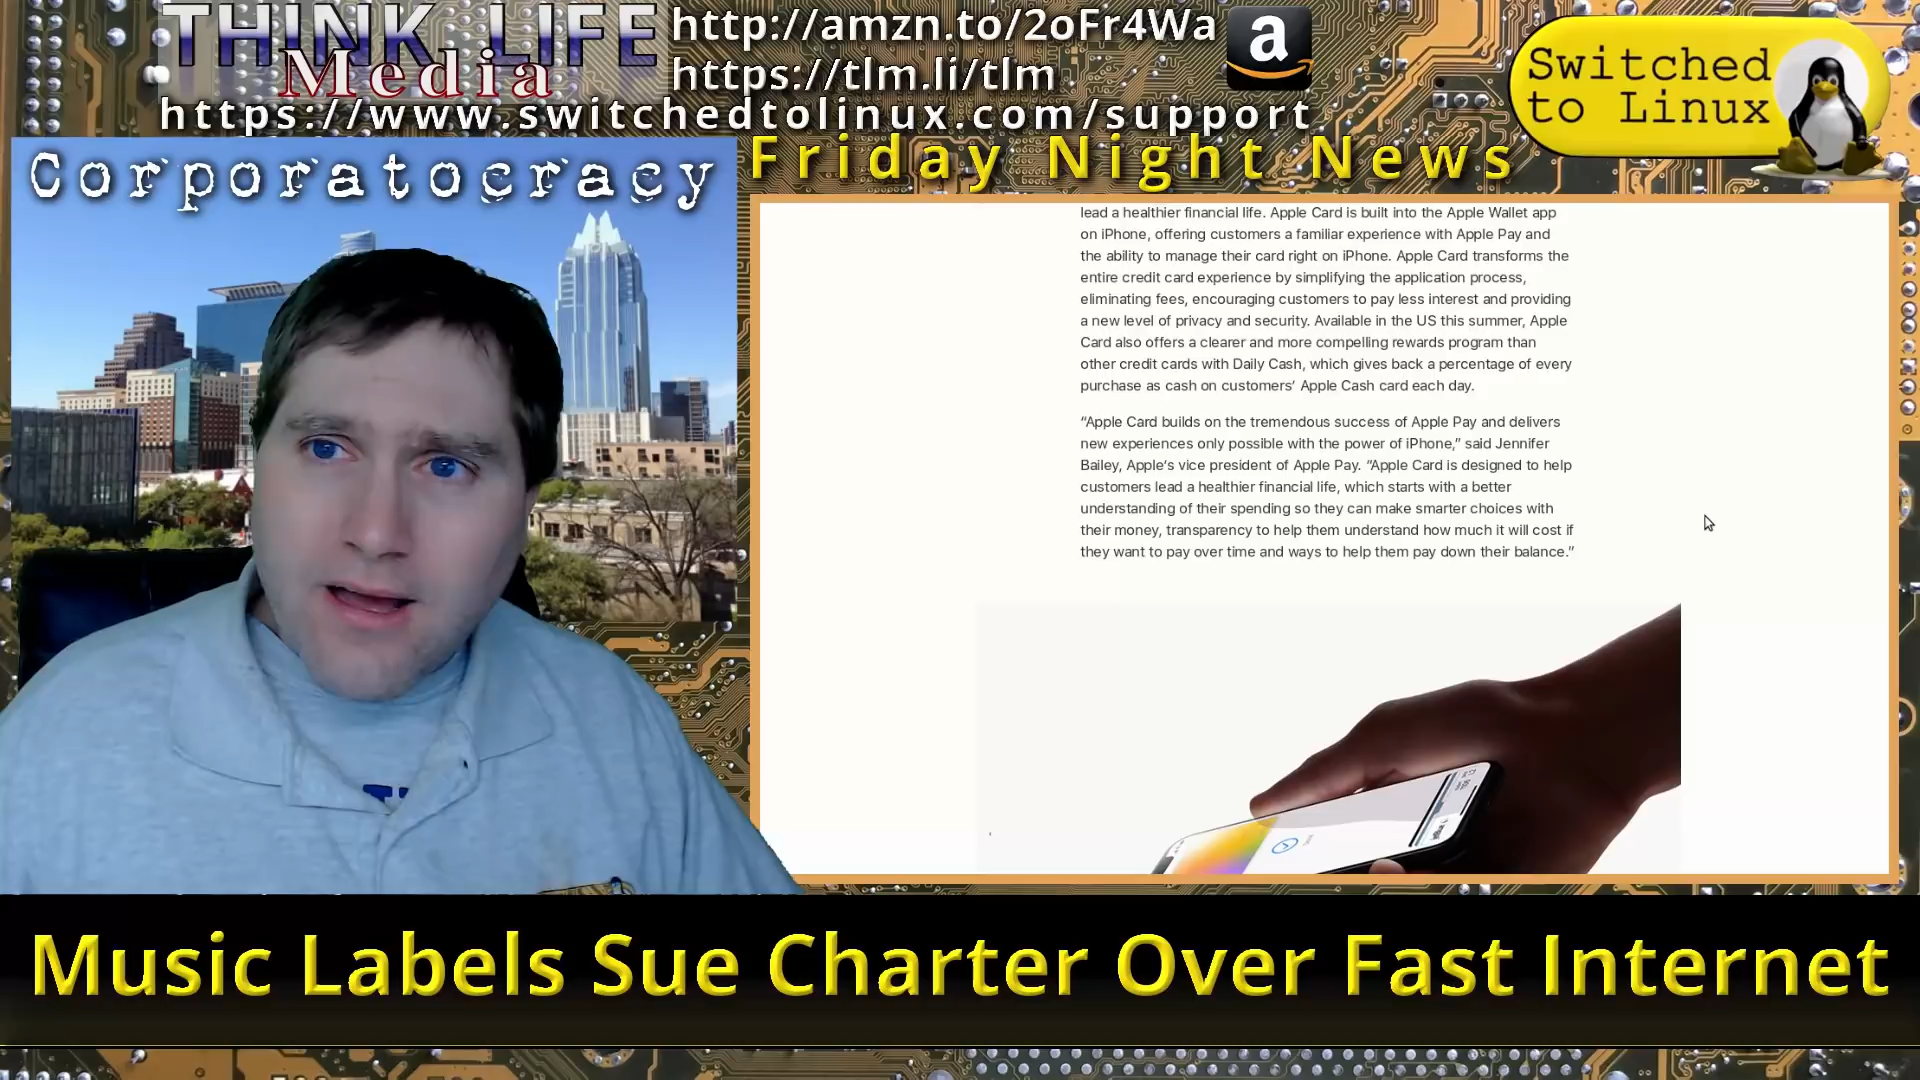 THINK LIFE
Media
http://amzn.to/2oFr4Wa
https://tlm.li/tlm
https://www.switchedtolinux.com/support
a
Switched
to Linux
Corporatocracy
Friday Night News
lead a healthier financial life. Apple Card is built into the Apple Wallet app
on iPhone, offering customers a familiar experience with Apple Pay and
the ability to manage their card right on iPhone. Apple Card transforms the
entire credit card experience by simplifying the application process,
eliminating fees, encouraging customers to pay less interest and providing
a new level of privacy and security. Available in the US this summer, Apple
Card also offers a clearer and more compelling rewards program than
other credit cards with Daily Cash, which gives back a percentage of every
purchase as cash on customers’ Apple Cash card each day.
“Apple Card builds on the tremendous success of Apple Pay and delivers
new experiences only possible with the power of iPhone,” said Jennifer
Bailey, Apple’s vice president of Apple Pay. “Apple Card is designed to help
customers lead a healthier financial life, which starts with a better
understanding of their spending so they can make smarter choices with
their money, transparency to help them understand how much it will cost if
they want to pay over time and ways to help them pay down their balance.”
Music Labels Sue Charter Over Fast Internet